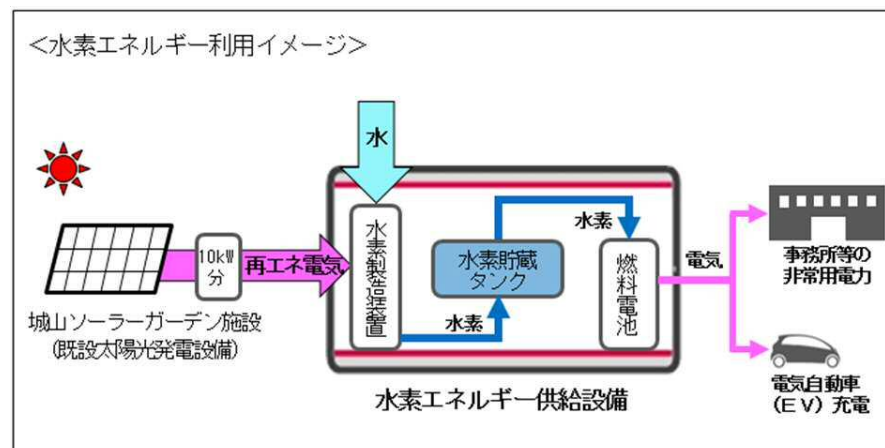 ＜水素エネルギー利用イメージ＞
水
10kW
分
再エネ電気
城山ソーラーガーデン施設
(既設太陽光発電設備)
水素製造装置
水素
水素貯蔵
タンク
水素
燃料電池
水素エネルギー供給設備
電気
事務所等の
非常用電力
電気自動車
(ＥＶ)充電